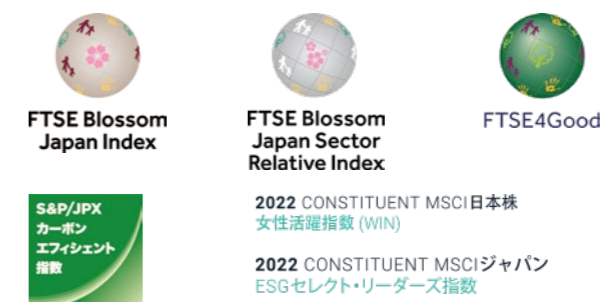 FTSE Blossom
Japan Index
FTSE Blossom
Japan Sector
Relative Index
FTSE4Good
S&P/JPX
カーボン
エフィシェント
指数
2022 CONSTITUENT MSCI日本株
女性活躍指数 (WIN)
2022 CONSTITUENT MSCIジャパン
ESGセレクト・リーダーズ指数